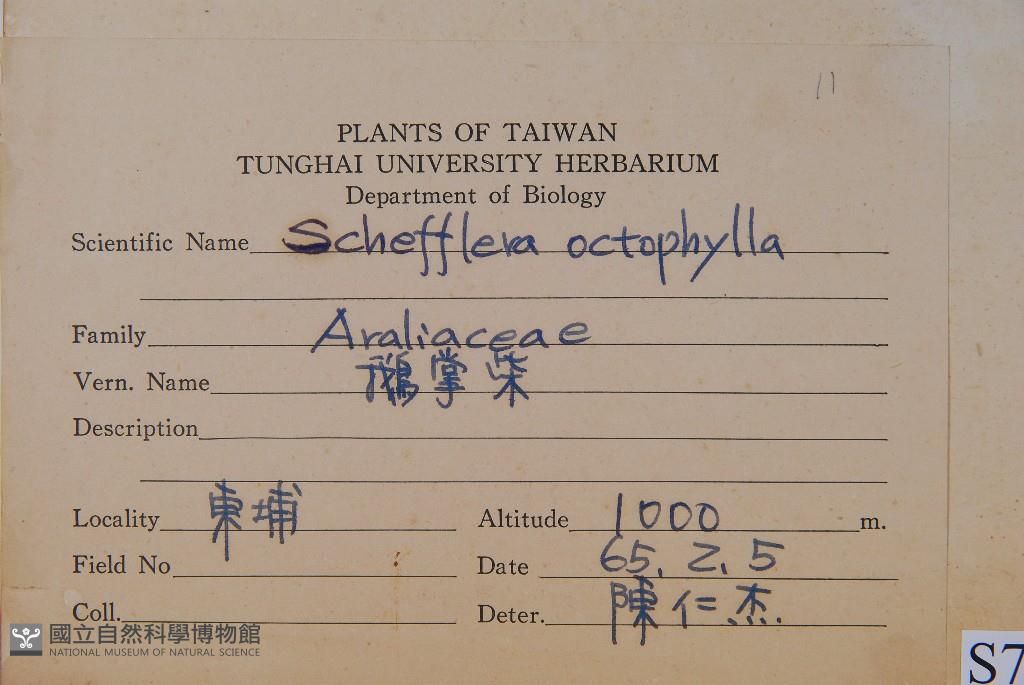 11
PLANTS OF TAIWAN
TUNGHAI UNIVERSITY HERBARIUM
Department of Biology
Scientific Name Schefflera octophylla
Family Araliaceae
Vern. Name 鵝掌柴
Description
Locality 東埔 Altitude 1000 m.
Field No Date 65. 2. 5
Coll. Deter. 陳仁杰.
國立自然科學博物館
NATIONAL MUSEUM OF NATURAL SCIENCE
S7